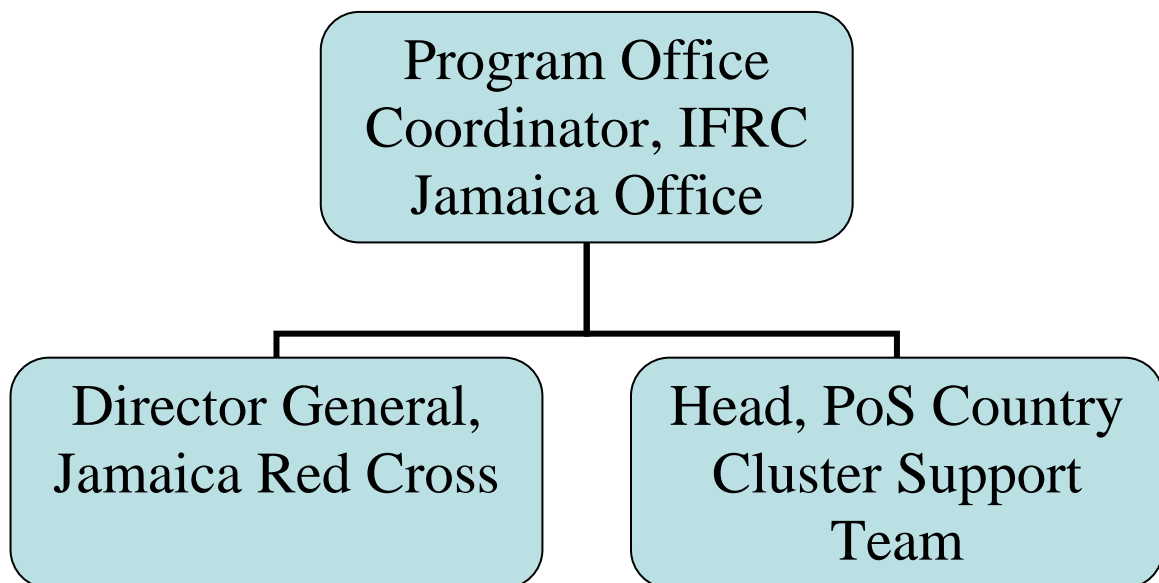 Program Office
Coordinator, IFRC
Jamaica Office
Director General,
Jamaica Red Cross
Head, PoS Country
Cluster Support
Team